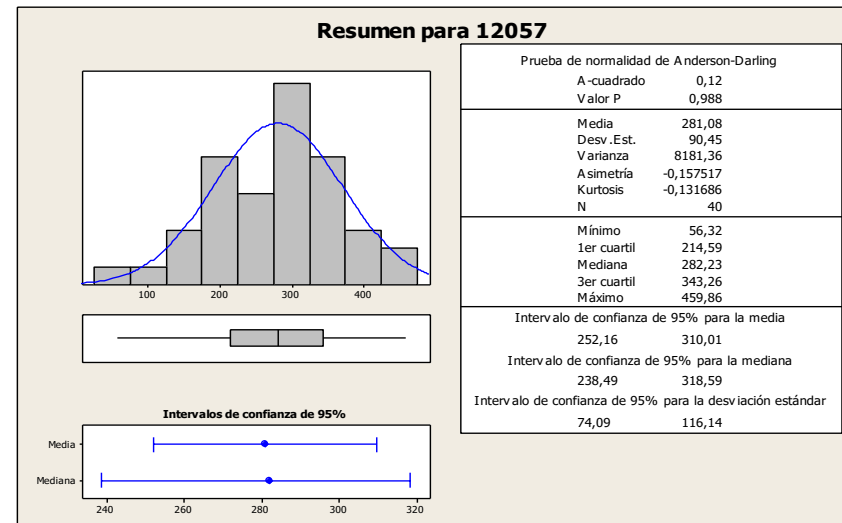 Resumen para 12057
100 200 300 400
Intervalos de confianza de 95%
Media
Mediana
240 260 280 300 320
Prueba de normalidad de Anderson-Darling
A-cuadrado 0,12
Valor P 0,988
Media 281,08
Desv.Est. 90,45
Varianza 8181,36
Asimetría -0,157517
Kurtosis -0,131686
N 40
Mínimo 56,32
1er cuartil 214,59
Mediana 282,23
3er cuartil 343,26
Máximo 459,86
Intervalo de confianza de 95% para la media
252,16 310,01
Intervalo de confianza de 95% para la mediana
238,49 318,59
Intervalo de confianza de 95% para la desviación estándar
74,09 116,14